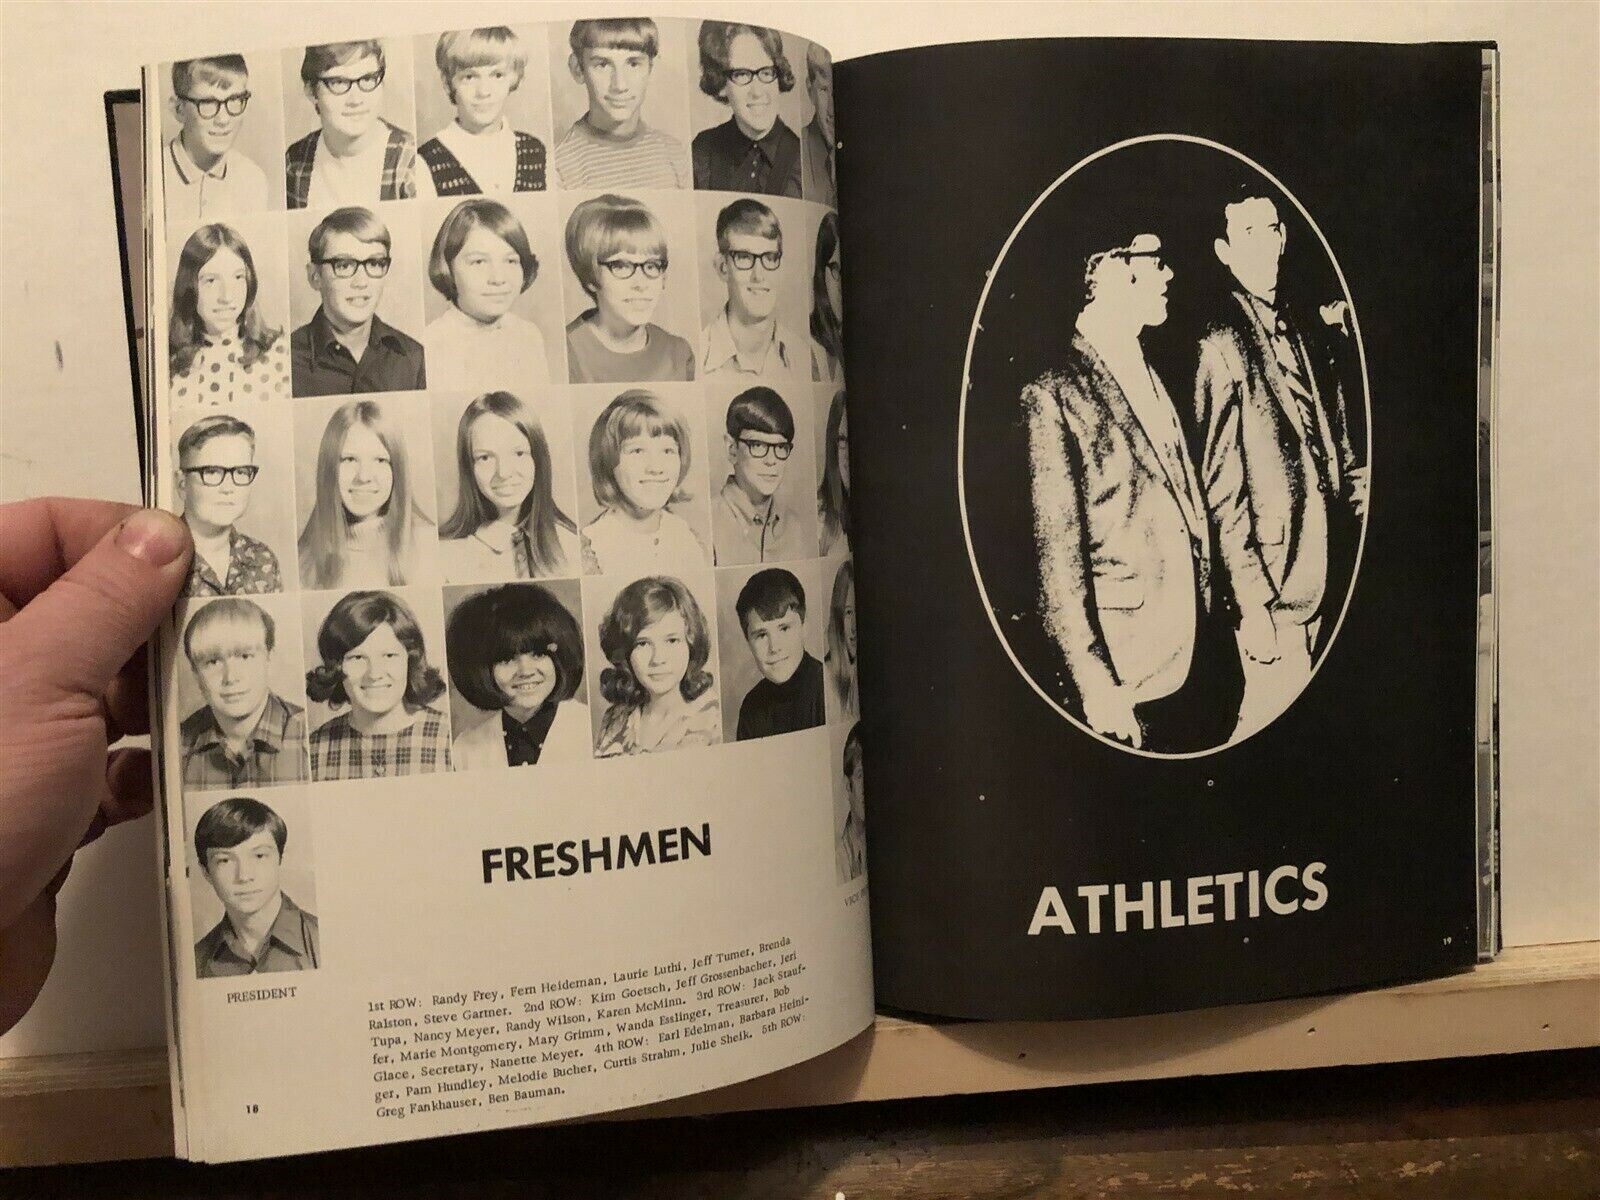 FRESHMEN
PRESIDENT
1st ROW: Randy Frey, Fern Heideman, Laurie Luthi, Jeff Turner, Brenda
Ralston, Steve Gartner. 2nd ROW: Kim Goetsch, Jeff Grossenbacher, Jeri
Tupa, Nancy Meyer, Randy Wilson, Karen McMinn. 3rd ROW: Jack Stauf-
fer, Marie Montgomery, Mary Grimm, Wanda Esslinger, Treasurer, Bob
Glace, Secretary, Nanette Meyer. 4th ROW: Earl Edelman, Barbara Heini-
ger, Pam Hundley, Melodie Bucher, Curtis Strahm, Julie Sheik. 5th ROW:
Greg Fankhauser, Ben Bauman.
18
VICE
ATHLETICS
19